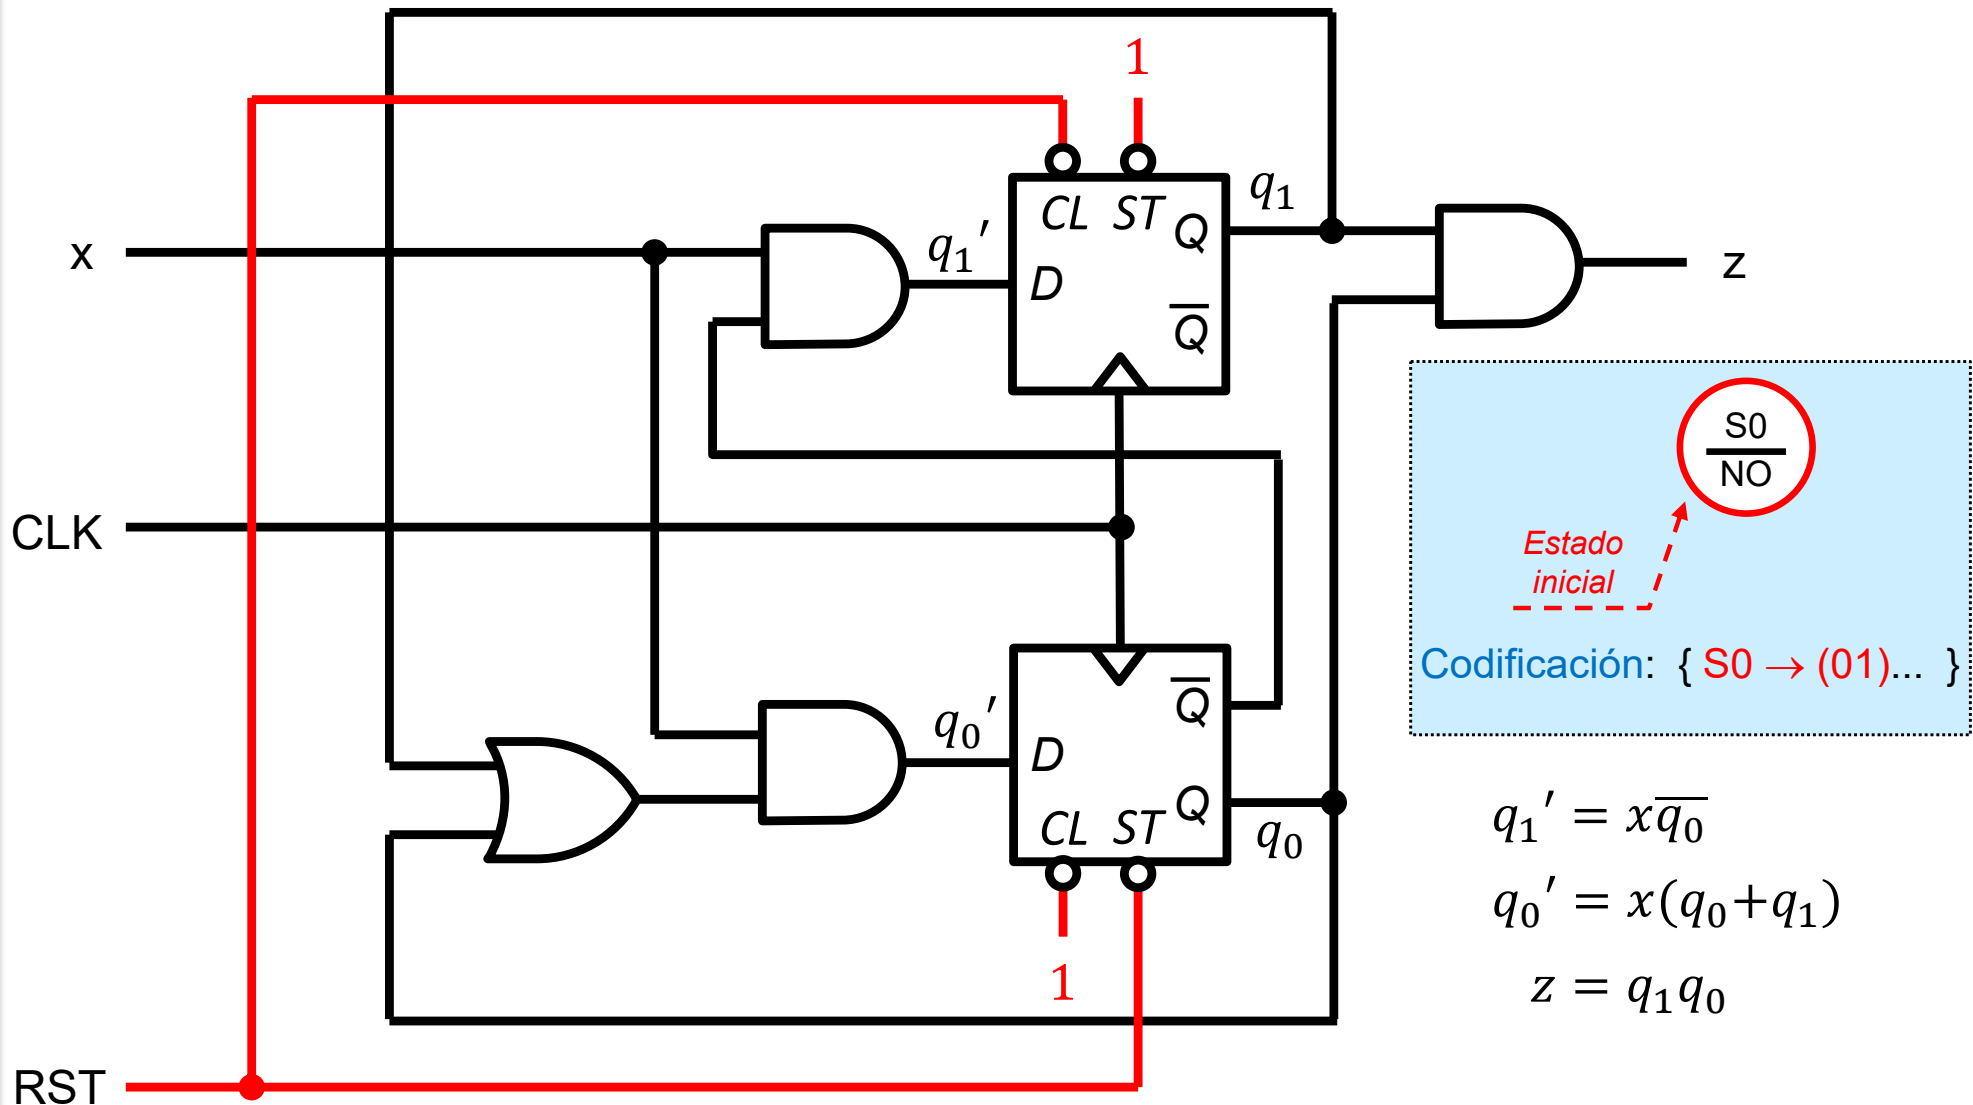 1
q₁
CL ST Q
x
q₁′
z
D
Q̅
S0
NO
CLK
Estado
inicial
Codificación: { S0 → (01)... }
Q̅
q₀′
D
Q
CL ST
q₀
q₁′ = xq̅₀
q₀′ = x(q₀+q₁)
1
z = q₁q₀
RST